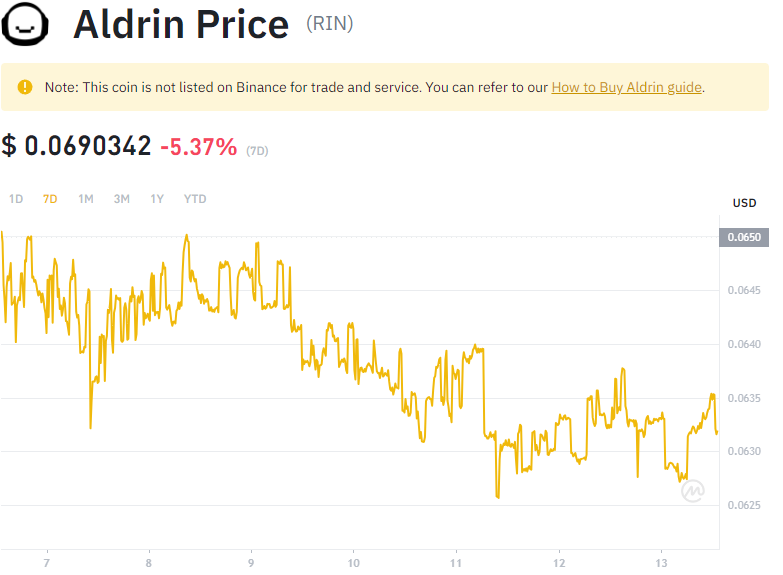 Aldrin Price (RIN)
Note: This coin is not listed on Binance for trade and service. You can refer to our How to Buy Aldrin guide.
$ 0.0690342 -5.37% (7D)
1D 7D 1M 3M 1Y YTD
USD
0.0650
0.0645
0.0640
0.0635
0.0630
0.0625
7 8 9 10 11 12 13